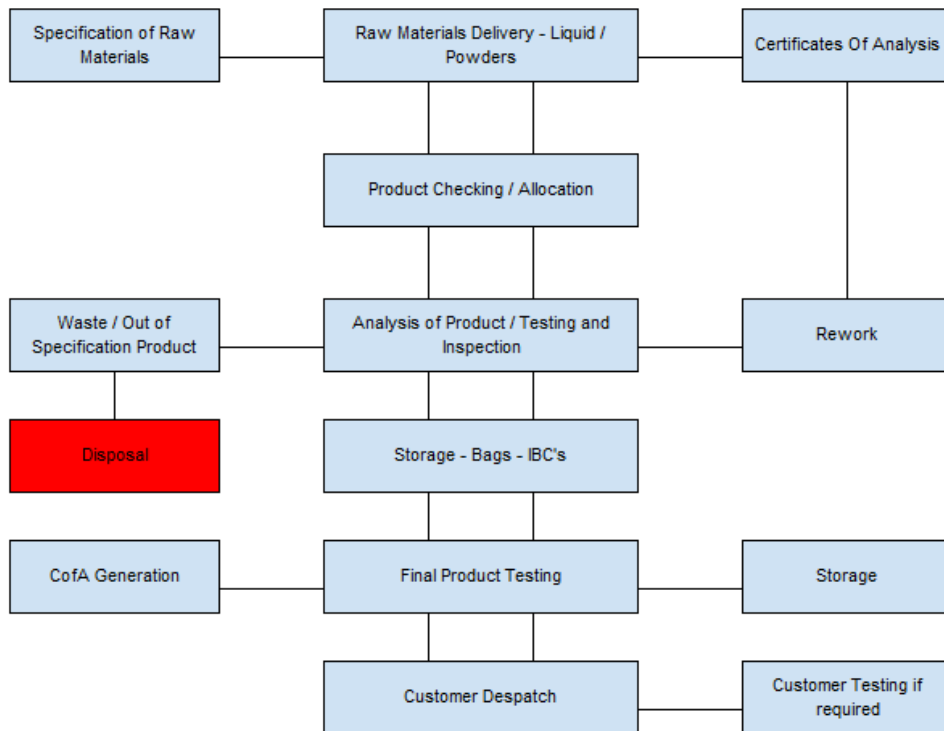 Specification of Raw
Materials
Raw Materials Delivery - Liquid /
Powders
Certificates Of Analysis
Product Checking / Allocation
Waste / Out of
Specification Product
Analysis of Product / Testing and
Inspection
Rework
Disposal
Storage - Bags - IBC's
CofA Generation
Final Product Testing
Storage
Customer Despatch
Customer Testing if
required